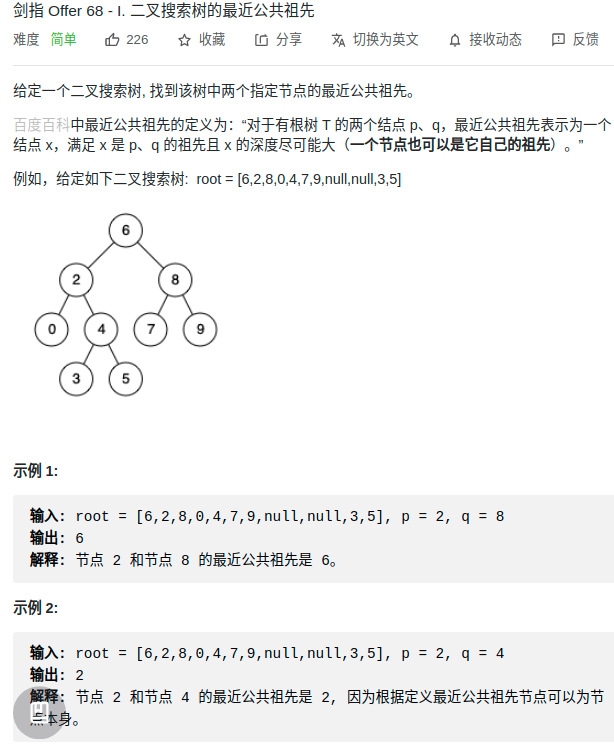 剑指 Offer 68 - I. 二叉搜索树的最近公共祖先
难度 简单 226 收藏 分享 切换为英文 接收动态 反馈
给定一个二叉搜索树, 找到该树中两个指定节点的最近公共祖先。
百度百科中最近公共祖先的定义为：“对于有根树 T 的两个结点 p、q，最近公共祖先表示为一个
结点 x，满足 x 是 p、q 的祖先且 x 的深度尽可能大（一个节点也可以是它自己的祖先）。”
例如，给定如下二叉搜索树: root = [6,2,8,0,4,7,9,null,null,3,5]
6
2 8
0 4 7 9
3 5
示例 1:
输入: root = [6,2,8,0,4,7,9,null,null,3,5], p = 2, q = 8
输出: 6
解释: 节点 2 和节点 8 的最近公共祖先是 6。
示例 2:
输入: root = [6,2,8,0,4,7,9,null,null,3,5], p = 2, q = 4
输出: 2
解释: 节点 2 和节点 4 的最近公共祖先是 2, 因为根据定义最近公共祖先节点可以为节
点本身。